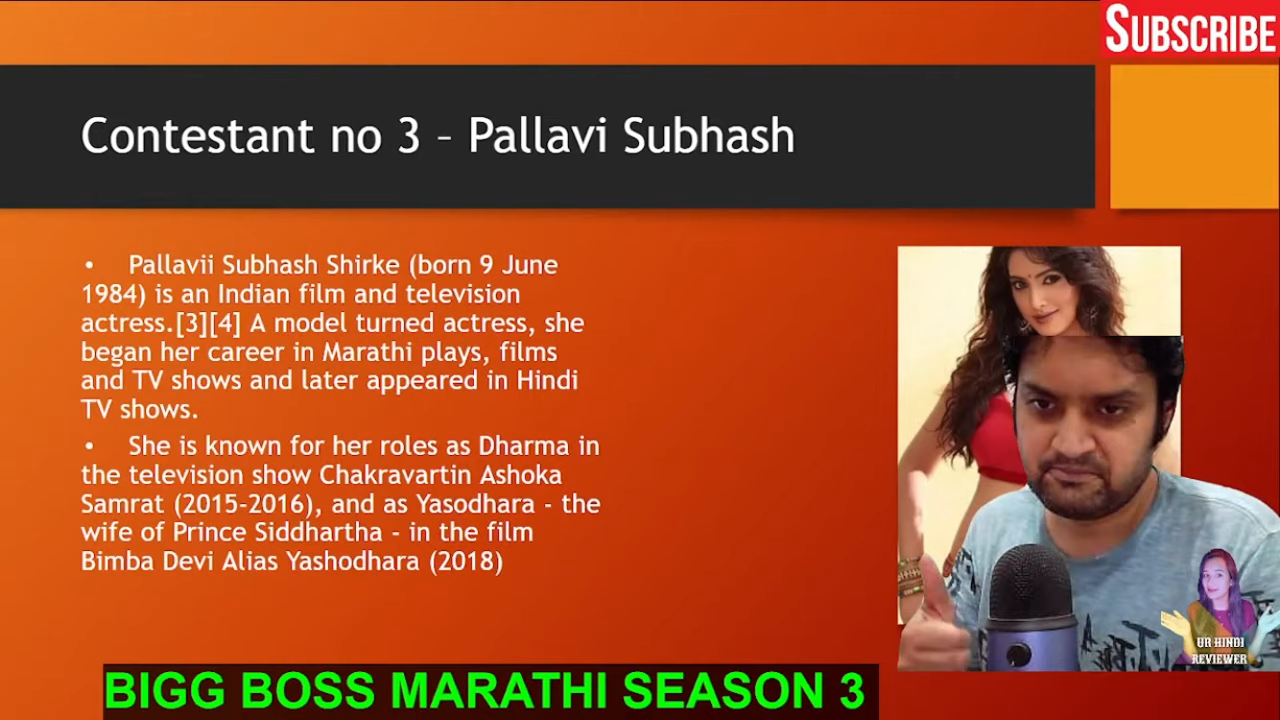 SUBSCRIBE
Contestant no 3 – Pallavi Subhash
• Pallavii Subhash Shirke (born 9 June
1984) is an Indian film and television
actress.[3][4] A model turned actress, she
began her career in Marathi plays, films
and TV shows and later appeared in Hindi
TV shows.
• She is known for her roles as Dharma in
the television show Chakravartin Ashoka
Samrat (2015-2016), and as Yasodhara - the
wife of Prince Siddhartha - in the film
Bimba Devi Alias Yashodhara (2018)
UR HINDI
REVIEWER
BIGG BOSS MARATHI SEASON 3